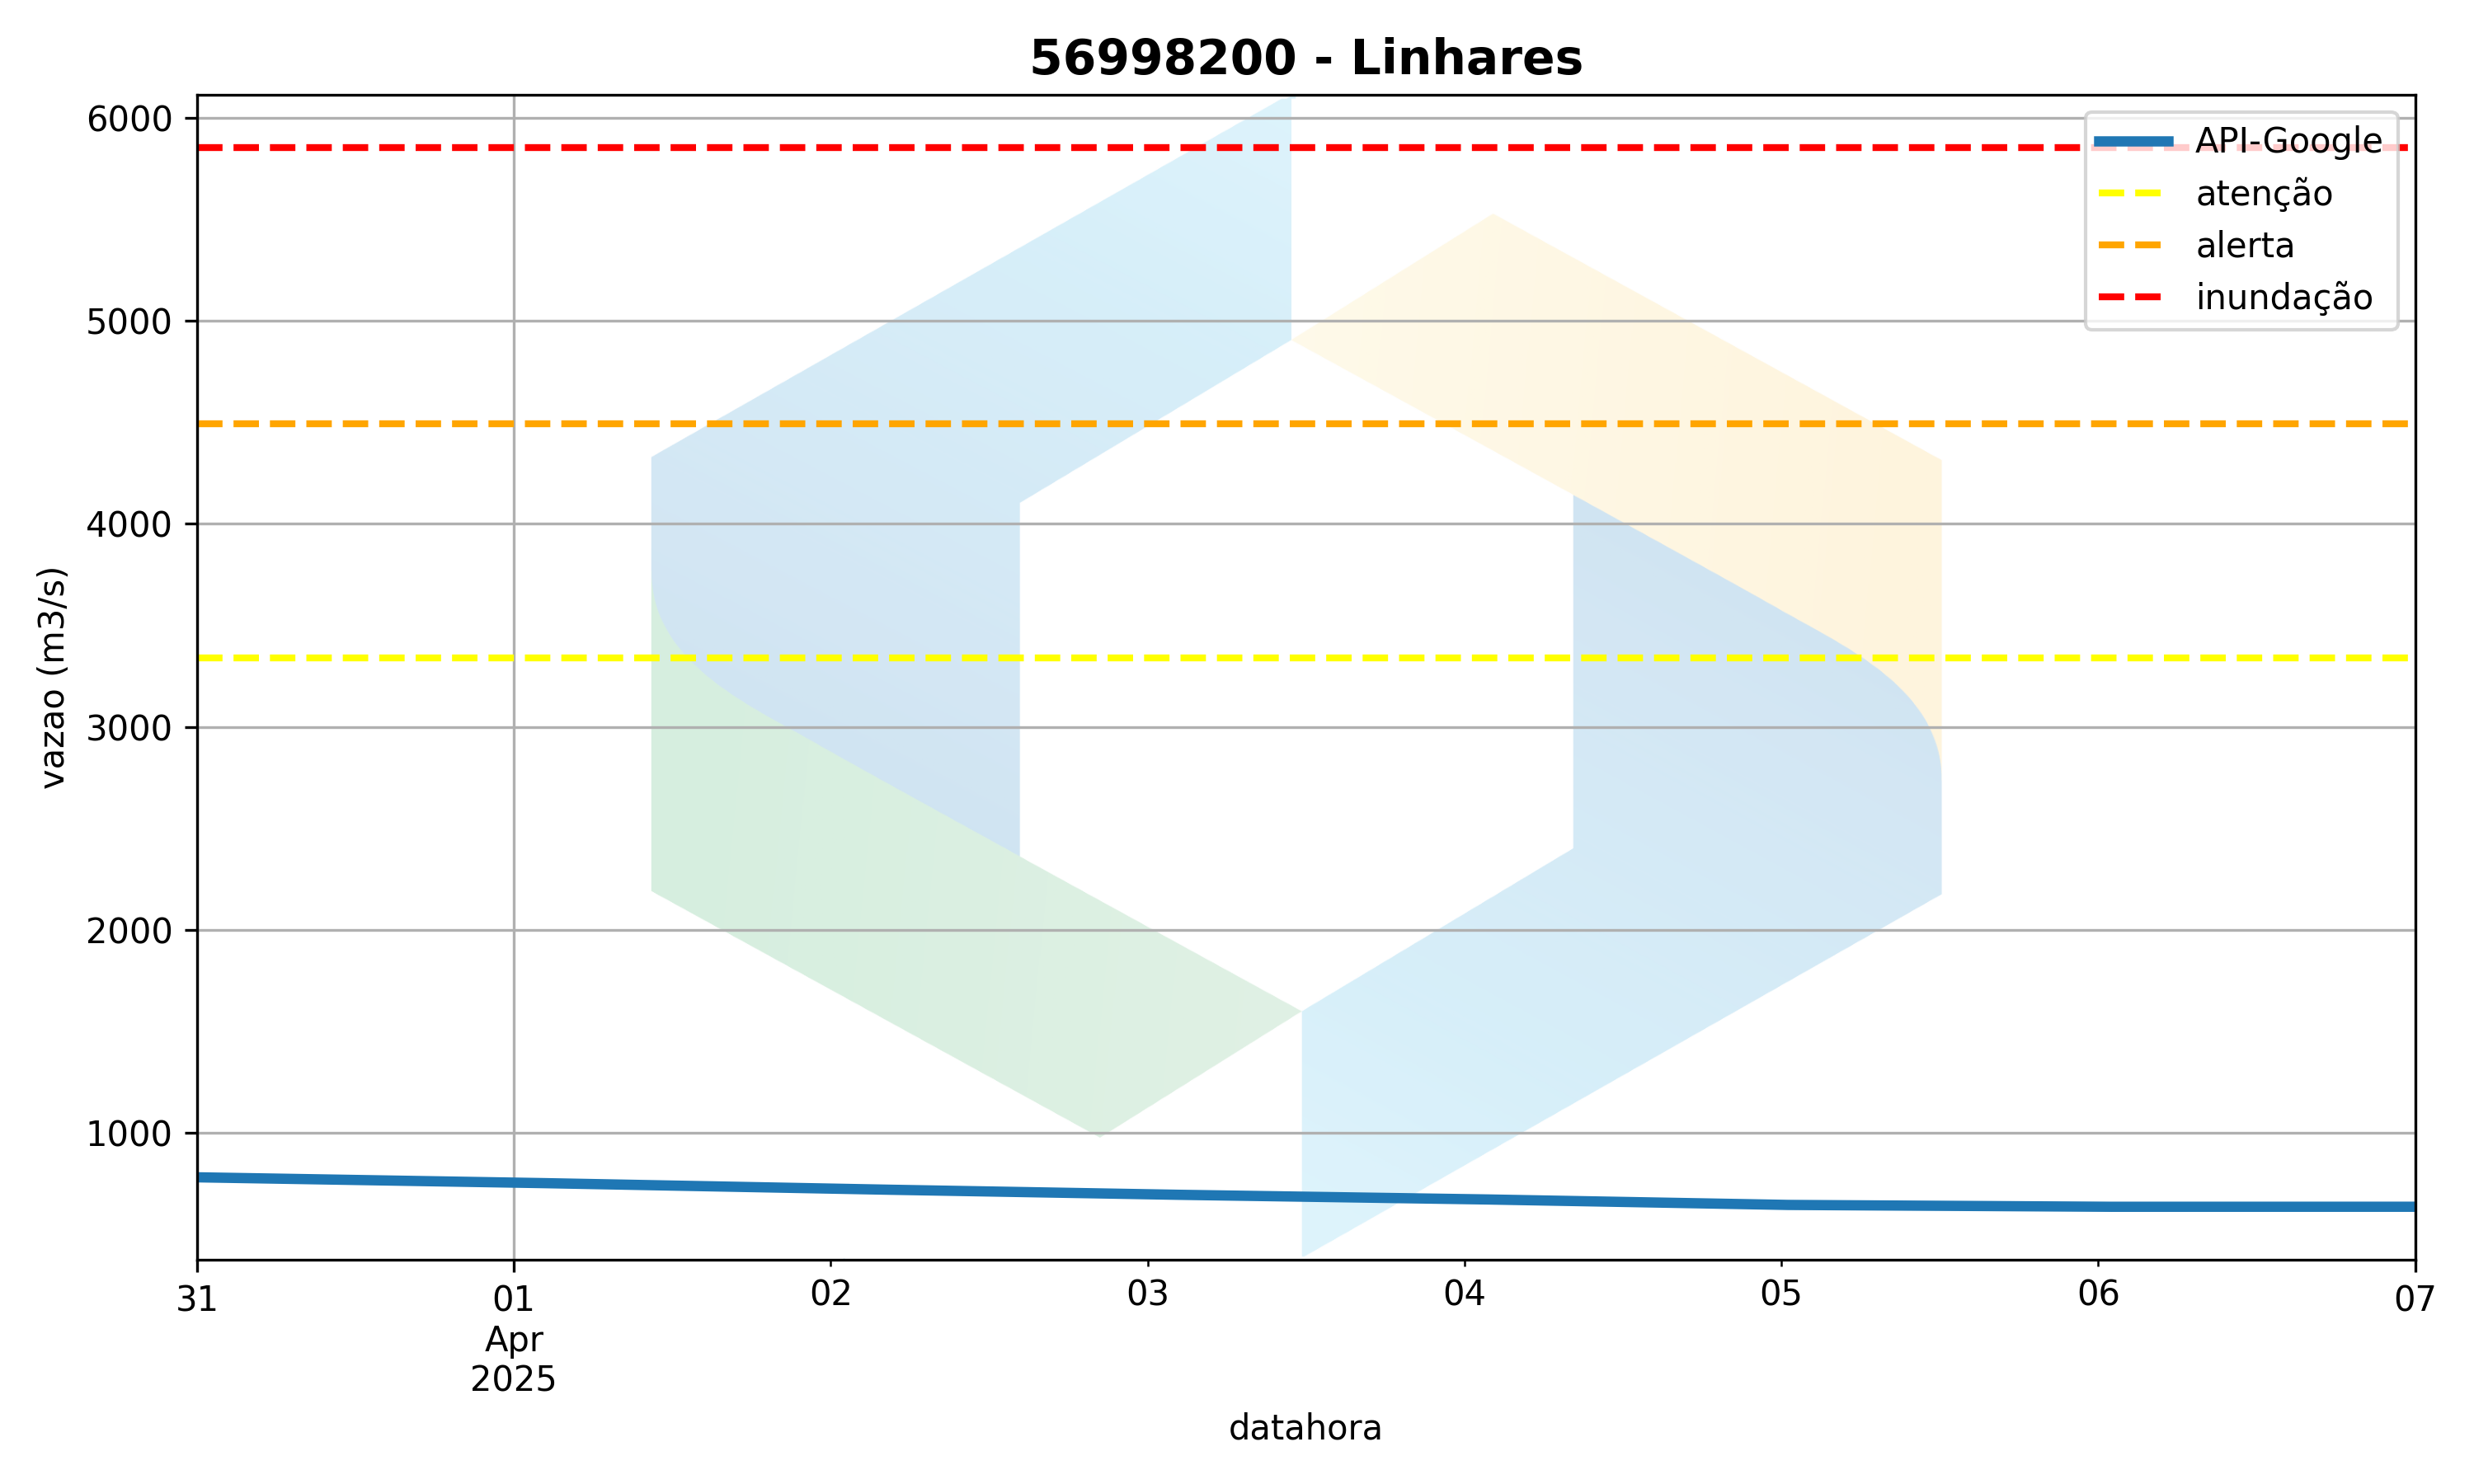 56998200 - Linhares
6000
5000
4000
3000
2000
1000
vazao (m3/s)
API-Google
atenção
alerta
inundação
31
01
02
03
04
05
06
07
Apr
2025
datahora